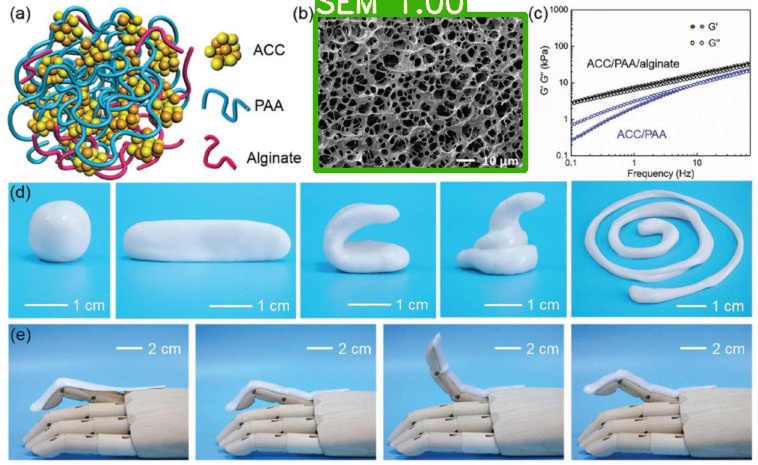 (a)
ACC
PAA
Alginate
(b)
SEM 1.00
10 μm
(c)
G' G'' (kPa)
1000
100
10
1
0.1
G'
G''
ACC/PAA/alginate
ACC/PAA
0.1
1
10
Frequency (Hz)
(d)
1 cm
1 cm
1 cm
1 cm
1 cm
(e)
2 cm
2 cm
2 cm
2 cm